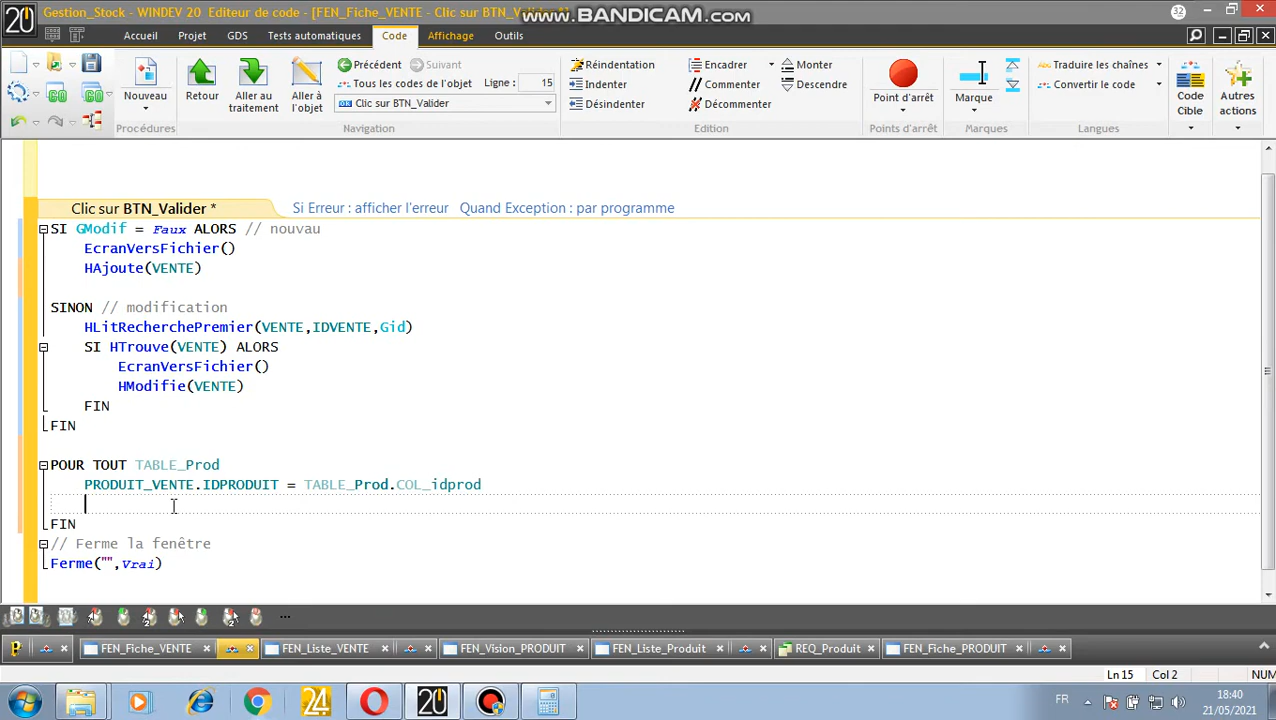 Gestion_Stock - WINDEV 20 Editeur de code - [FEN_Fiche_VENTE - Clic sur BTN_Valider *]
www.BANDICAM.com
32
20
Accueil Projet GDS Tests automatiques Code Affichage Outils
Nouveau
Procédures
Retour
Aller au traitement
Aller à l'objet
Précédent Suivant
Tous les codes de l'objet Ligne : 15
Clic sur BTN_Valider
Navigation
Réindentation
Indenter
Désindenter
Encadrer
Commenter
Décommenter
Monter
Descendre
Edition
Point d'arrêt
Points d'arrêt
Marque
Marques
Traduire les chaînes
Convertir le code
Langues
Code Cible
Autres actions
Clic sur BTN_Valider * Si Erreur : afficher l'erreur Quand Exception : par programme
SI GModif = Faux ALORS // nouvau
EcranVersFichier()
HAjoute(VENTE)
SINON // modification
HLitRecherchePremier(VENTE,IDVENTE,Gid)
SI HTrouve(VENTE) ALORS
EcranVersFichier()
HModifie(VENTE)
FIN
FIN
POUR TOUT TABLE_Prod
PRODUIT_VENTE.IDPRODUIT = TABLE_Prod.COL_idprod
FIN
// Ferme la fenêtre
Ferme("",Vrai)
...
FEN_Fiche_VENTE FEN_Liste_VENTE FEN_Vision_PRODUIT FEN_Liste_Produit REQ_Produit FEN_Fiche_PRODUIT
Ln 15 Col 2 NUM
24 20
FR
18:40
21/05/2021